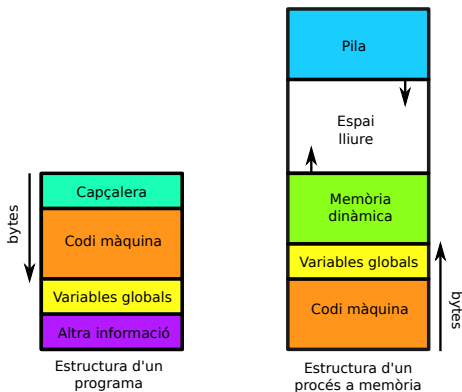 bytes
Capçalera
Codi màquina
Variables globals
Altra informació
Estructura d'un
programa
Pila
Espai
lliure
Memòria
dinàmica
Variables globals
Codi màquina
bytes
Estructura d'un
procés a memòria